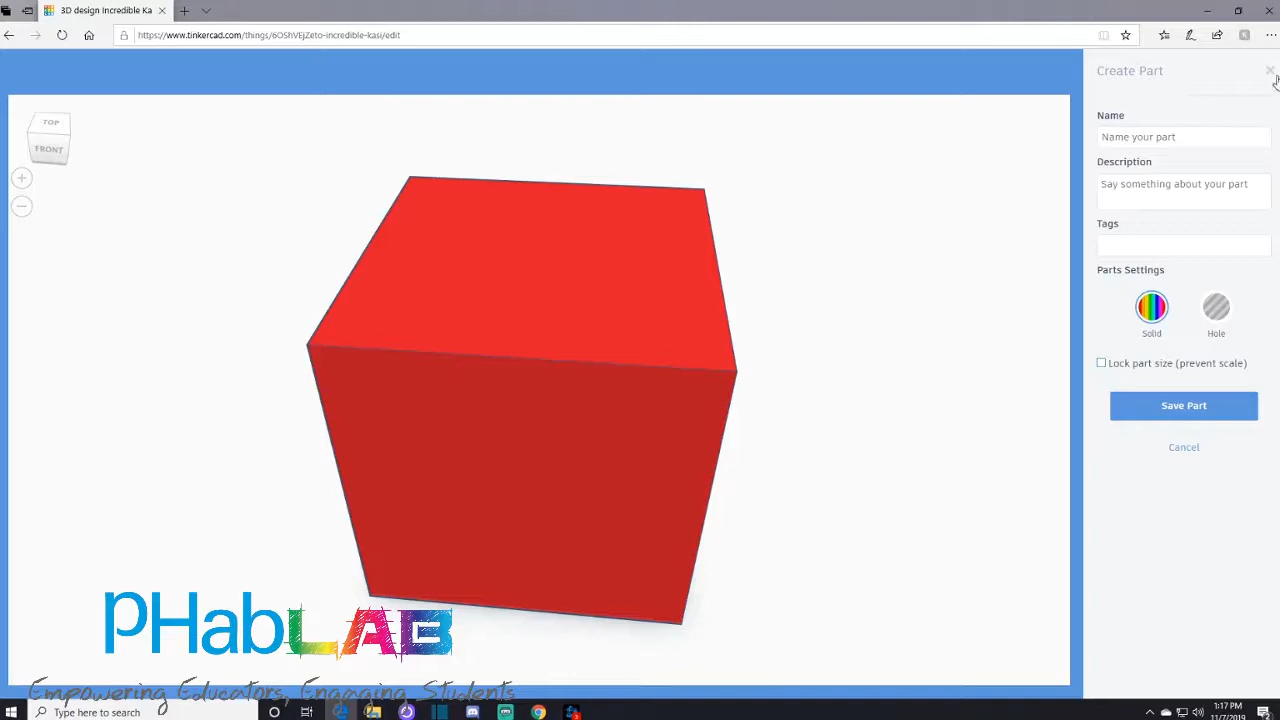 3D design Incredible Ka
https://www.tinkercad.com/things/6OShVEjZeto-incredible-kasi/edit
Create Part
TOP
FRONT
Name
Name your part
Description
Say something about your part
Tags
Parts Settings
Solid
Hole
Lock part size (prevent scale)
Save Part
Cancel
pHabLAB
Empowering Educators, Engaging Students
Type here to search
1:17 PM
11/7/2019